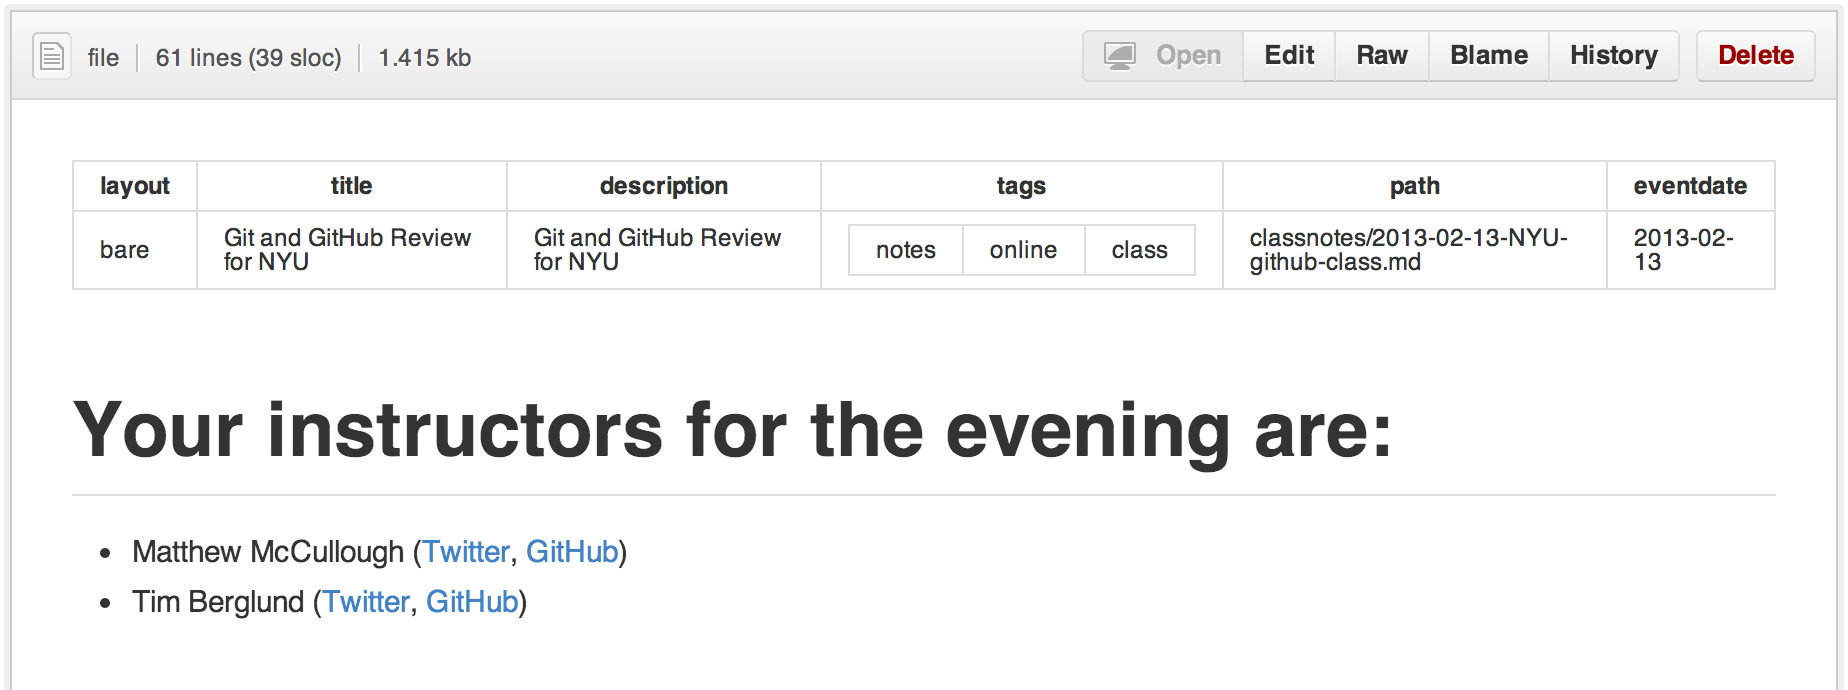 file 61 lines (39 sloc) 1.415 kb Open Edit Raw Blame History Delete
layout title description tags path eventdate
bare Git and GitHub Review for NYU Git and GitHub Review for NYU notes online class classnotes/2013-02-13-NYU-github-class.md 2013-02-13
Your instructors for the evening are:
Matthew McCullough (Twitter, GitHub)
Tim Berglund (Twitter, GitHub)